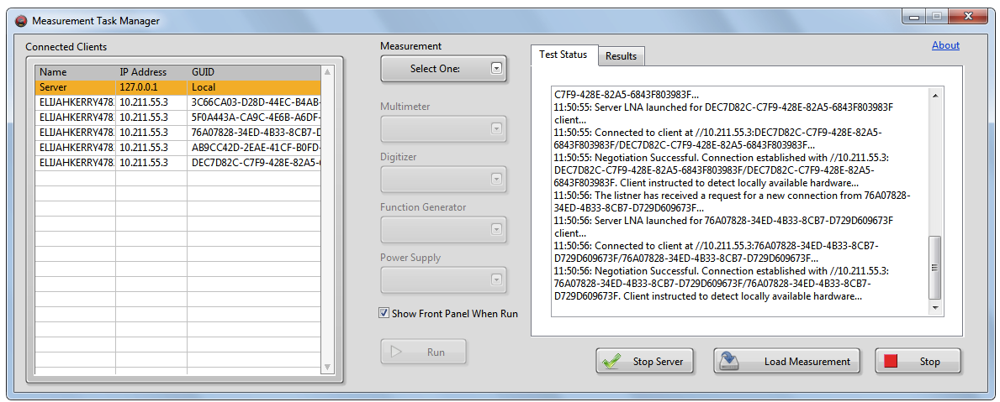 Measurement Task Manager
Connected Clients
Name IP Address GUID
Server 127.0.0.1 Local
ELIJAHKERRY478 10.211.55.3 3C66CA03-D28D-44EC-B4AB-
ELIJAHKERRY478 10.211.55.3 5F0A443A-CA9C-4E6B-A6DF-
ELIJAHKERRY478 10.211.55.3 76A07828-34ED-4B33-8CB7-D
ELIJAHKERRY478 10.211.55.3 AB9CC42D-2EAE-41CF-B0FD-
ELIJAHKERRY478 10.211.55.3 DEC7D82C-C7F9-428E-82A5-6
Measurement
Select One:
Multimeter
Digitizer
Function Generator
Power Supply
Show Front Panel When Run
Run
About
Test Status
Results
C7F9-428E-82A5-6843F803983F...
11:50:55: Server LNA launched for DEC7D82C-C7F9-428E-82A5-6843F803983F
client...
11:50:55: Connected to client at //10.211.55.3:DEC7D82C-C7F9-428E-82A5-
6843F803983F/DEC7D82C-C7F9-428E-82A5-6843F803983F...
11:50:55: Negotiation Successful. Connection established with //10.211.55.3:
DEC7D82C-C7F9-428E-82A5-6843F803983F/DEC7D82C-C7F9-428E-82A5-
6843F803983F. Client instructed to detect locally available hardware...
11:50:56: The listner has received a request for a new connection from 76A07828-
34ED-4B33-8CB7-D729D609673F...
11:50:56: Server LNA launched for 76A07828-34ED-4B33-8CB7-D729D609673F
client...
11:50:56: Connected to client at //10.211.55.3:76A07828-34ED-4B33-8CB7-
D729D609673F/76A07828-34ED-4B33-8CB7-D729D609673F...
11:50:56: Negotiation Successful. Connection established with //10.211.55.3:
76A07828-34ED-4B33-8CB7-D729D609673F/76A07828-34ED-4B33-8CB7-
D729D609673F. Client instructed to detect locally available hardware...
Stop Server
Load Measurement
Stop